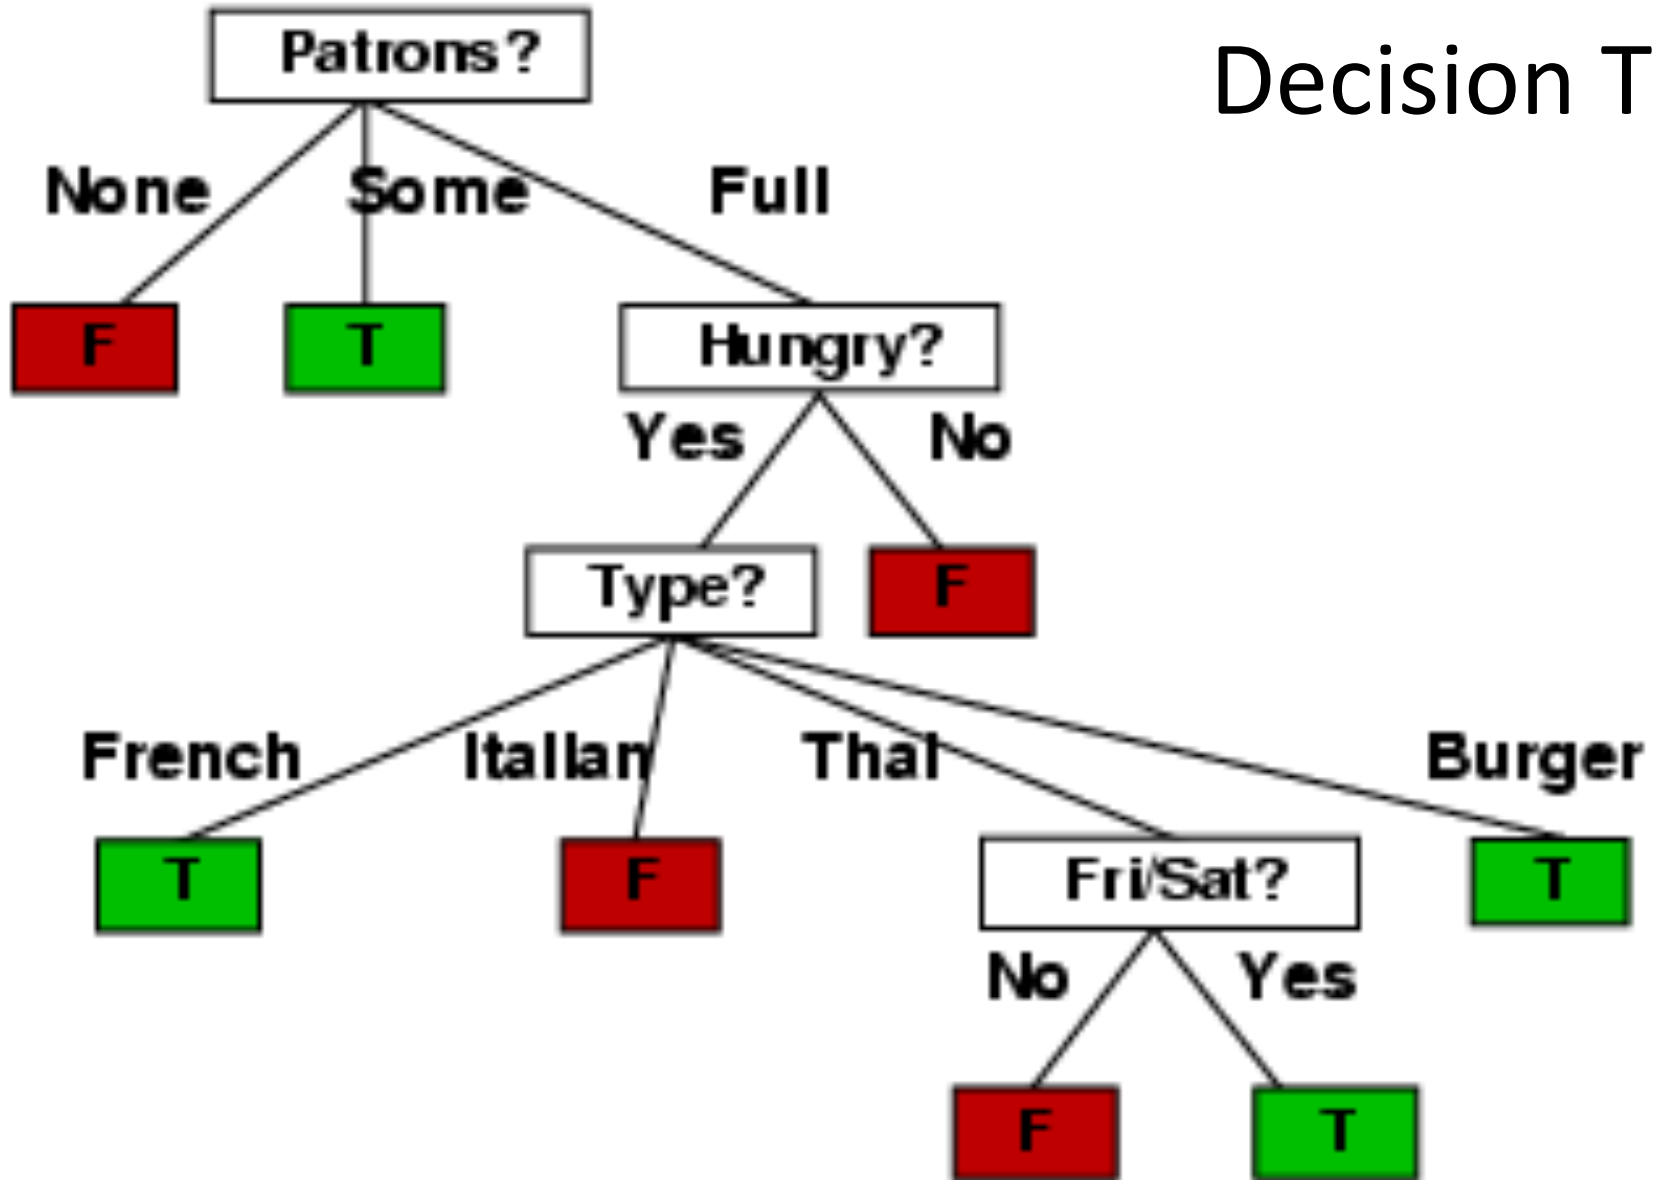 Patrons?
Decision T
None Some Full
F T Hungry?
Yes No
Type? F
French Italian Thai Burger
T F Fri/Sat? T
No Yes
F T